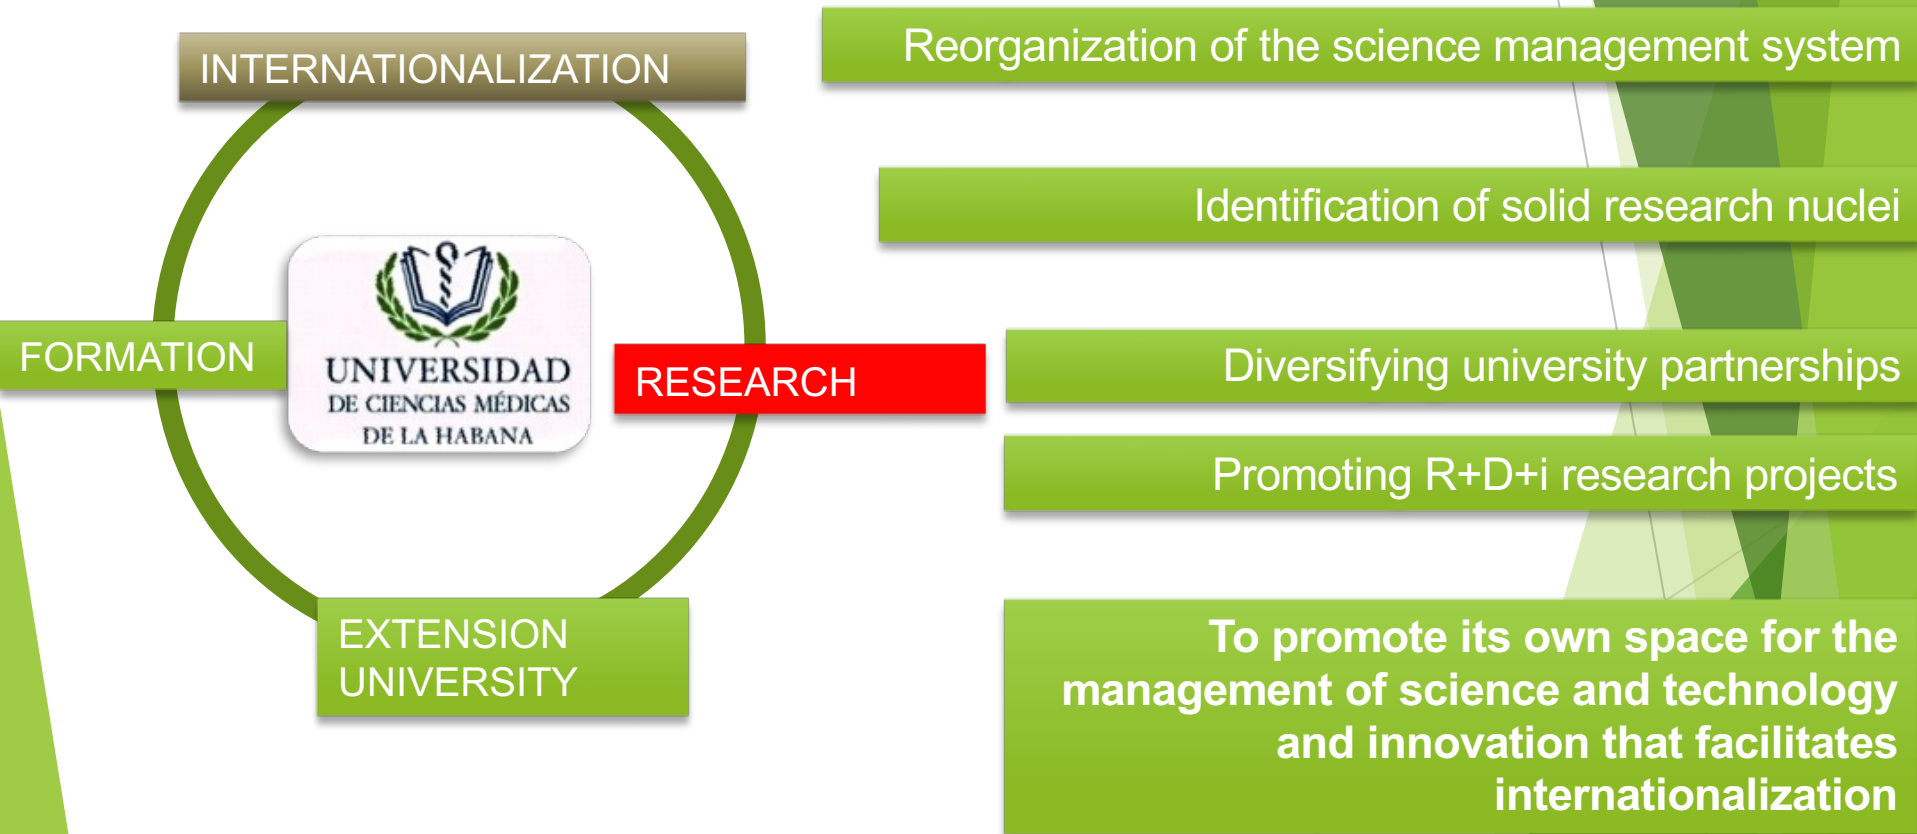 INTERNATIONALIZATION
FORMATION
UNIVERSIDAD
DE CIENCIAS MÉDICAS
DE LA HABANA
RESEARCH
EXTENSION
UNIVERSITY
Reorganization of the science management system
Identification of solid research nuclei
Diversifying university partnerships
Promoting R+D+i research projects
To promote its own space for the
management of science and technology
and innovation that facilitates
internationalization